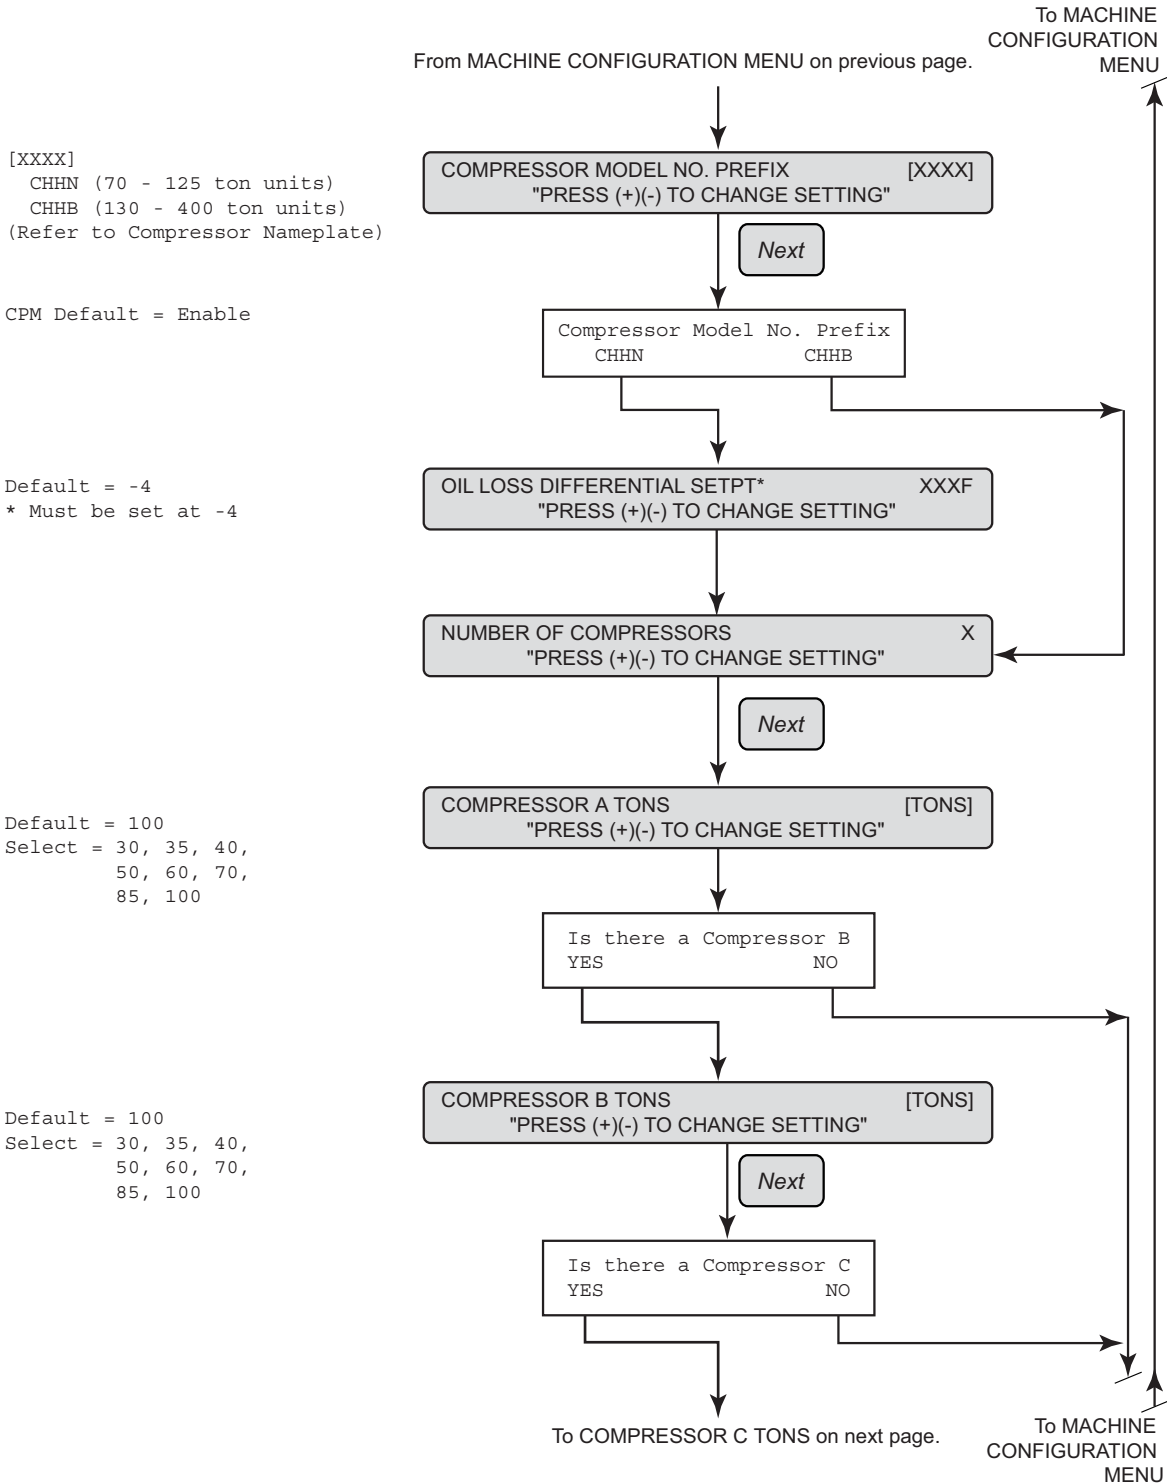 To MACHINE
CONFIGURATION
MENU
From MACHINE CONFIGURATION MENU on previous page.
[XXXX]
CHHN (70 - 125 ton units)
CHHB (130 - 400 ton units)
(Refer to Compressor Nameplate)
COMPRESSOR MODEL NO. PREFIX [XXXX]
"PRESS (+)(-) TO CHANGE SETTING"
Next
CPM Default = Enable
Compressor Model No. Prefix
CHHN CHHB
Default = -4
* Must be set at -4
OIL LOSS DIFFERENTIAL SETPT* XXXF
"PRESS (+)(-) TO CHANGE SETTING"
NUMBER OF COMPRESSORS X
"PRESS (+)(-) TO CHANGE SETTING"
Next
COMPRESSOR A TONS [TONS]
"PRESS (+)(-) TO CHANGE SETTING"
Default = 100
Select = 30, 35, 40,
50, 60, 70,
85, 100
Is there a Compressor B
YES NO
COMPRESSOR B TONS [TONS]
"PRESS (+)(-) TO CHANGE SETTING"
Default = 100
Select = 30, 35, 40,
50, 60, 70,
85, 100
Next
Is there a Compressor C
YES NO
To COMPRESSOR C TONS on next page.
To MACHINE
CONFIGURATION
MENU